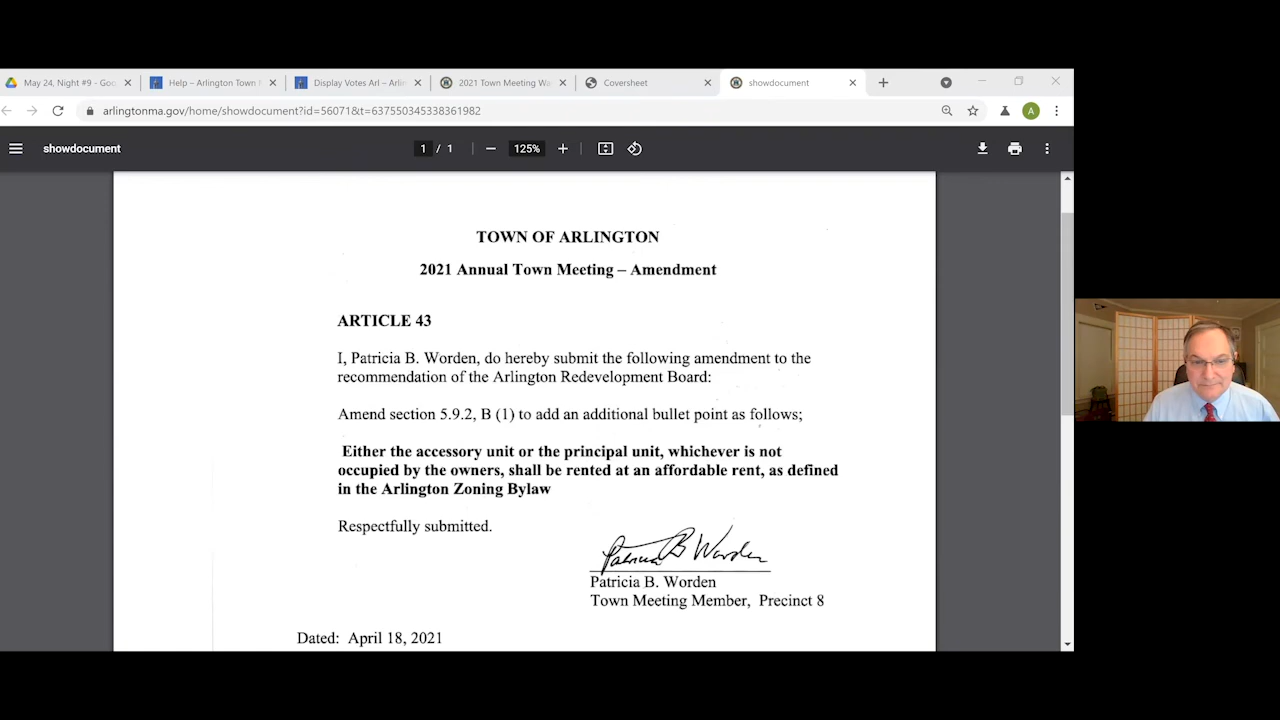 May 24, Night #9 - Goo
Help – Arlington Town
Display Votes Arl – Arlin
2021 Town Meeting Wa
Coversheet
showdocument
arlingtonma.gov/home/showdocument?id=56071&t=637550345338361982
A
showdocument
1 / 1
125%
TOWN OF ARLINGTON
2021 Annual Town Meeting – Amendment
ARTICLE 43
I, Patricia B. Worden, do hereby submit the following amendment to the
recommendation of the Arlington Redevelopment Board:
Amend section 5.9.2, B (1) to add an additional bullet point as follows;
Either the accessory unit or the principal unit, whichever is not
occupied by the owners, shall be rented at an affordable rent, as defined
in the Arlington Zoning Bylaw
Respectfully submitted.
Patricia B Worden
Patricia B. Worden
Town Meeting Member, Precinct 8
Dated: April 18, 2021